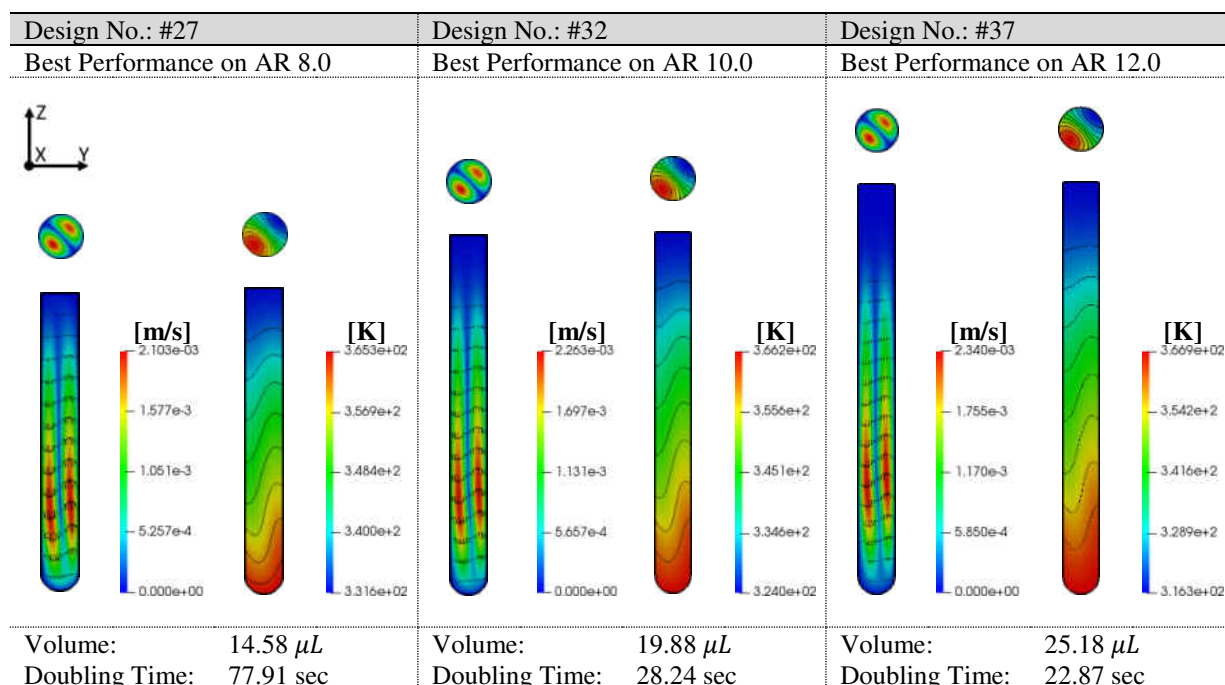 Design No.: #27 Design No.: #32 Design No.: #37
Best Performance on AR 8.0 Best Performance on AR 10.0 Best Performance on AR 12.0
Z
X Y
[m/s] [K] [m/s] [K] [m/s] [K]
2.103e-03 3.653e+02 2.263e-03 3.662e+02 2.340e-03 3.669e+02
1.577e-3 3.569e+2 1.697e-3 3.556e+2 1.755e-3 3.542e+2
1.051e-3 3.484e+2 1.131e-3 3.451e+2 1.170e-3 3.416e+2
5.257e-4 3.400e+2 5.657e-4 3.346e+2 5.850e-4 3.289e+2
0.000e+00 3.316e+02 0.000e+00 3.240e+02 0.000e+00 3.163e+02
Volume: 14.58 μL Volume: 19.88 μL Volume: 25.18 μL
Doubling Time: 77.91 sec Doubling Time: 28.24 sec Doubling Time: 22.87 sec